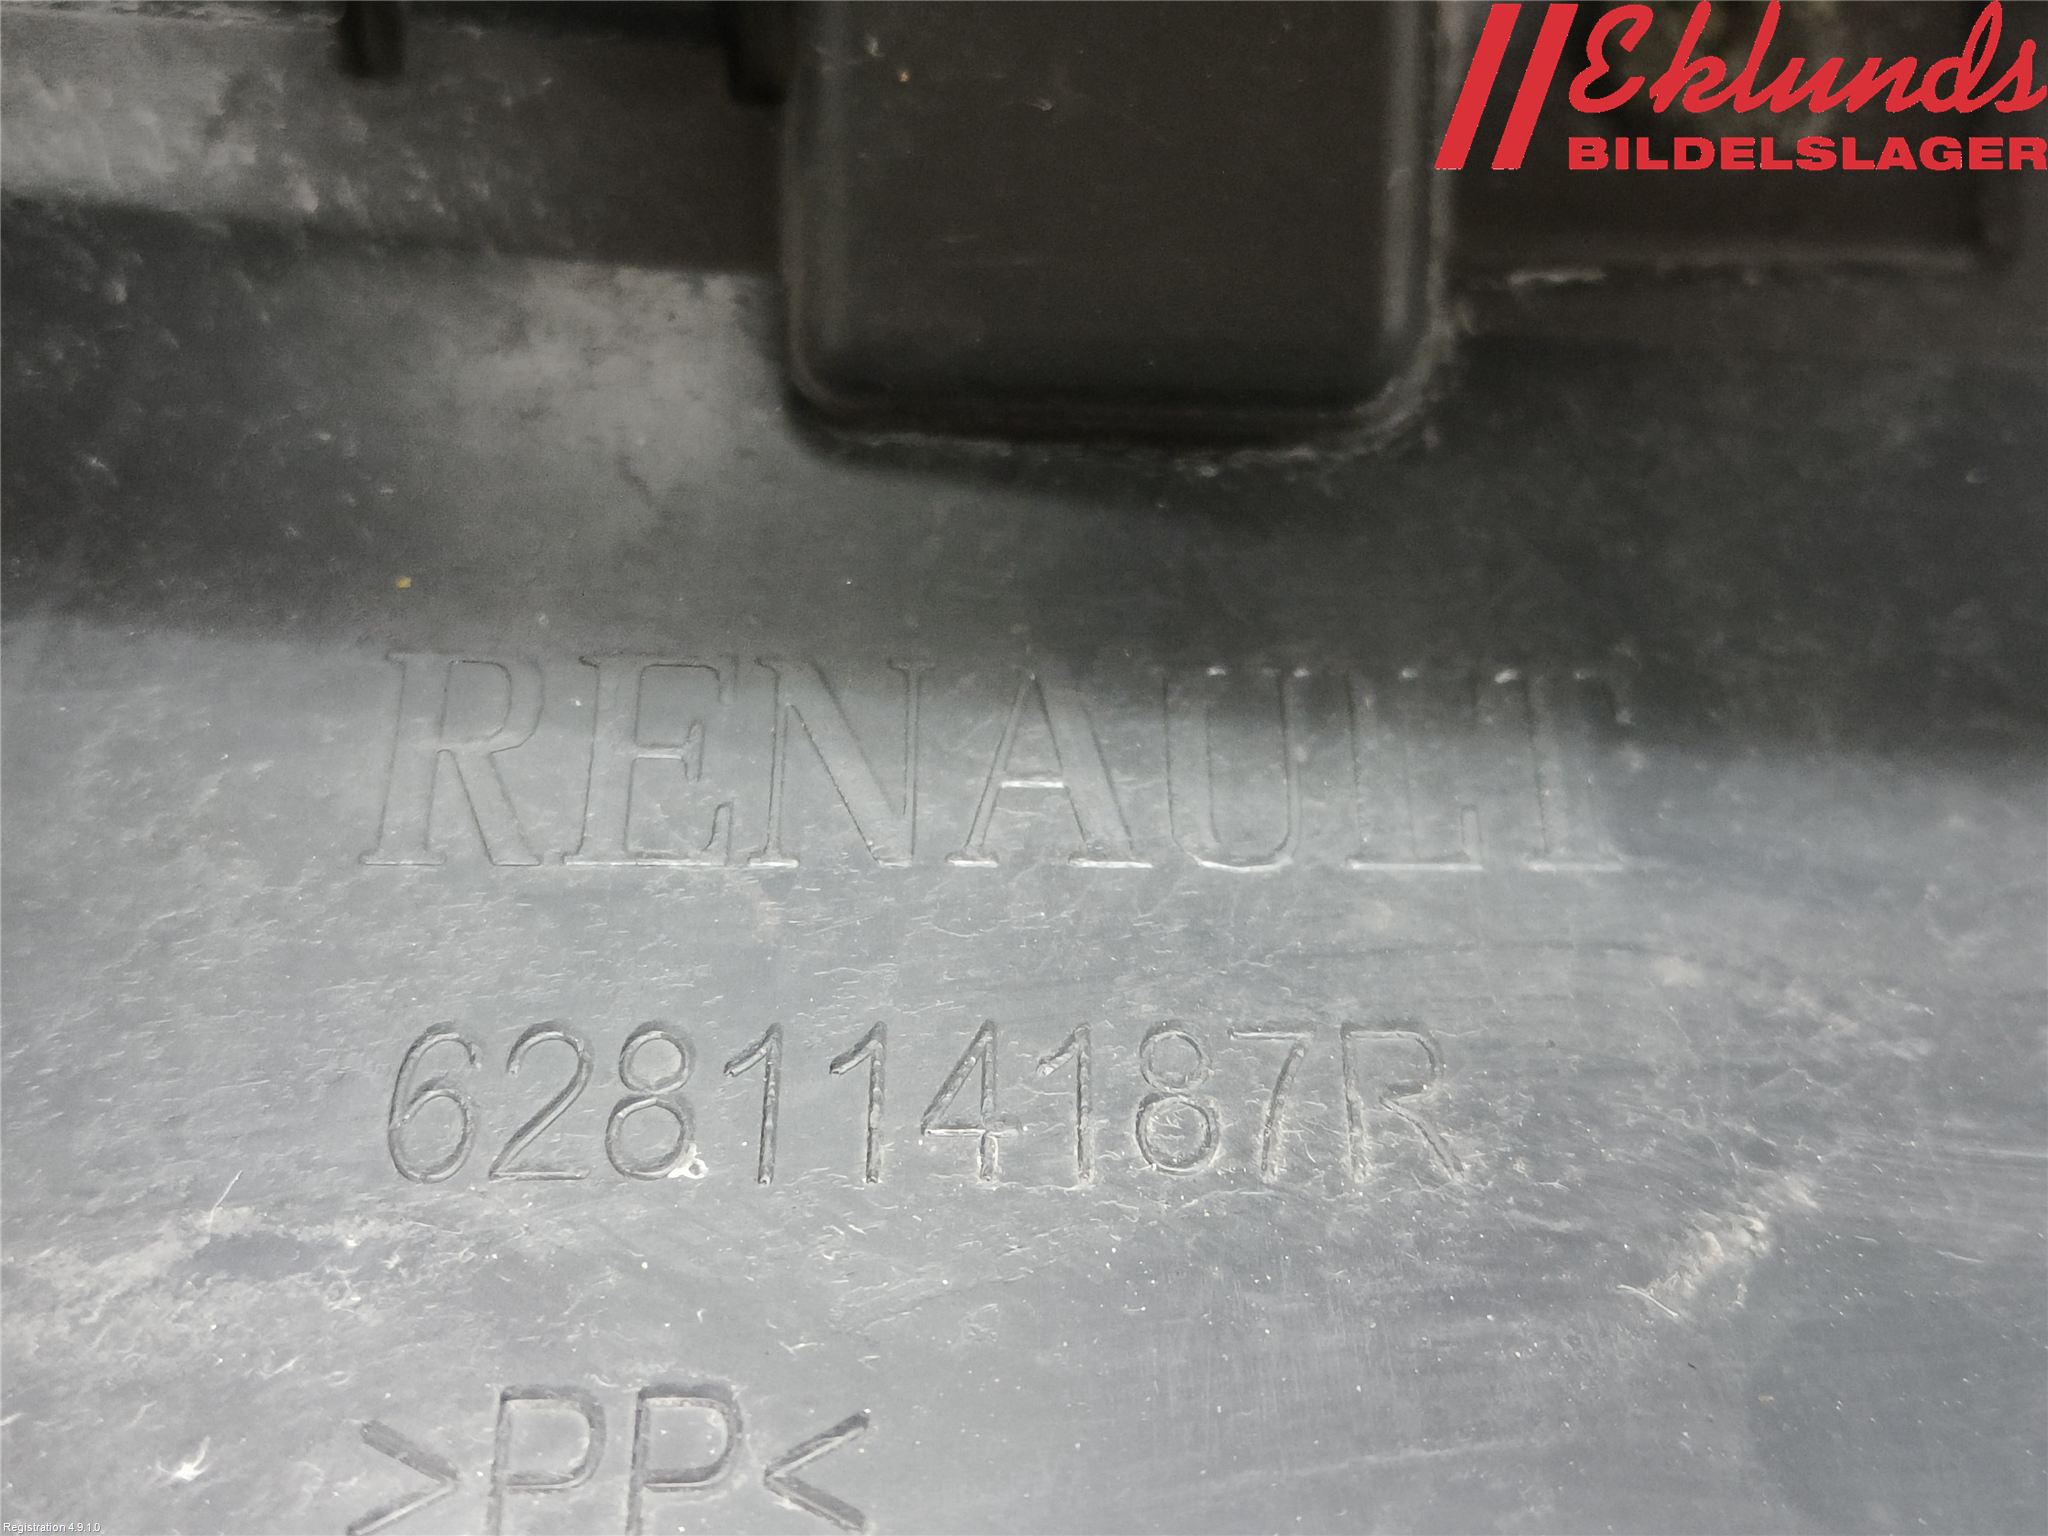 Eklunds
BILDELSLAGER
RENAULT
628114187R
>PP<
Registration 4.9.1.0